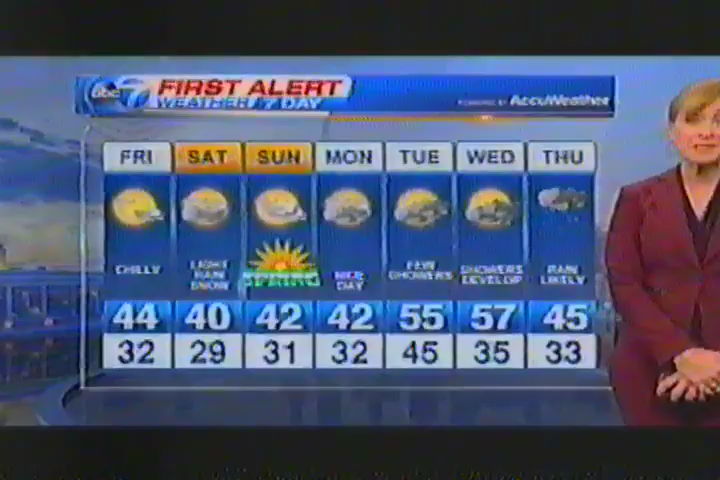 abc 7 FIRST ALERT
WEATHER 7 DAY
POWERED BY AccuWeather
FRI SAT SUN MON TUE WED THU
CHILLY
LIGHT RAIN SNOW
SPRING
NICE DAY
FEW SHOWERS
SHOWERS DEVELOP
RAIN LIKELY
44 40 42 42 55 57 45
32 29 31 32 45 35 33